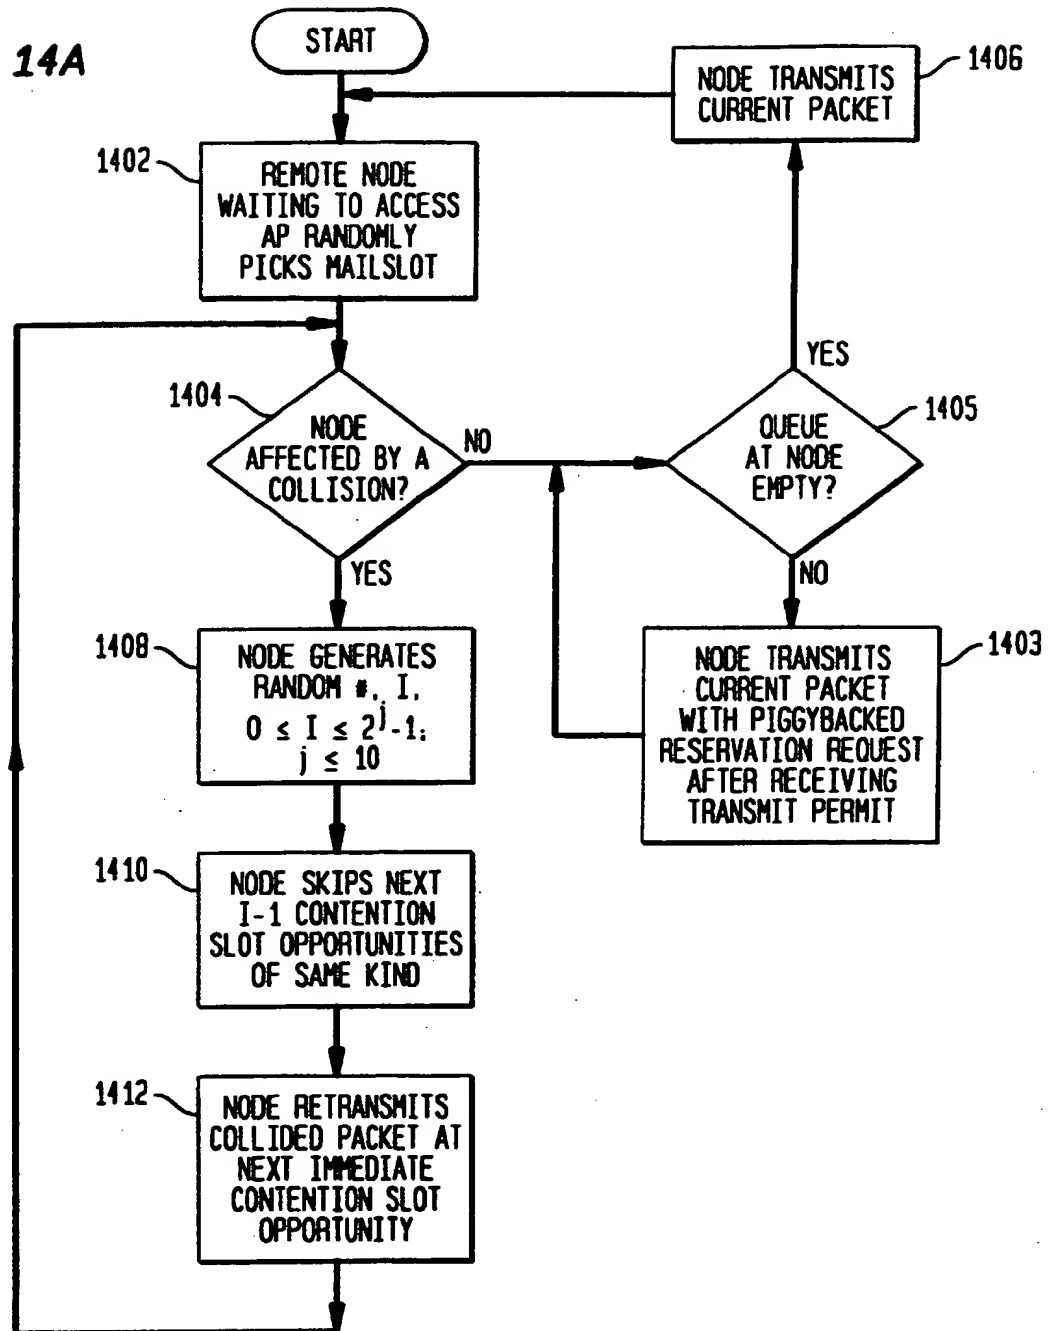 14A
START
1406
NODE TRANSMITS
CURRENT PACKET
1402
REMOTE NODE
WAITING TO ACCESS
AP RANDOMLY
PICKS MAILSLOT
1404
NODE
AFFECTED BY A
COLLISION?
NO
YES
1405
QUEUE
AT NODE
EMPTY?
YES
NO
1403
NODE TRANSMITS
CURRENT PACKET
WITH PIGGYBACKED
RESERVATION REQUEST
AFTER RECEIVING
TRANSMIT PERMIT
1408
NODE GENERATES
RANDOM #, I,
0 ≤ I ≤ 2^j-1;
j ≤ 10
1410
NODE SKIPS NEXT
I-1 CONTENTION
SLOT OPPORTUNITIES
OF SAME KIND
1412
NODE RETRANSMITS
COLLIDED PACKET AT
NEXT IMMEDIATE
CONTENTION SLOT
OPPORTUNITY